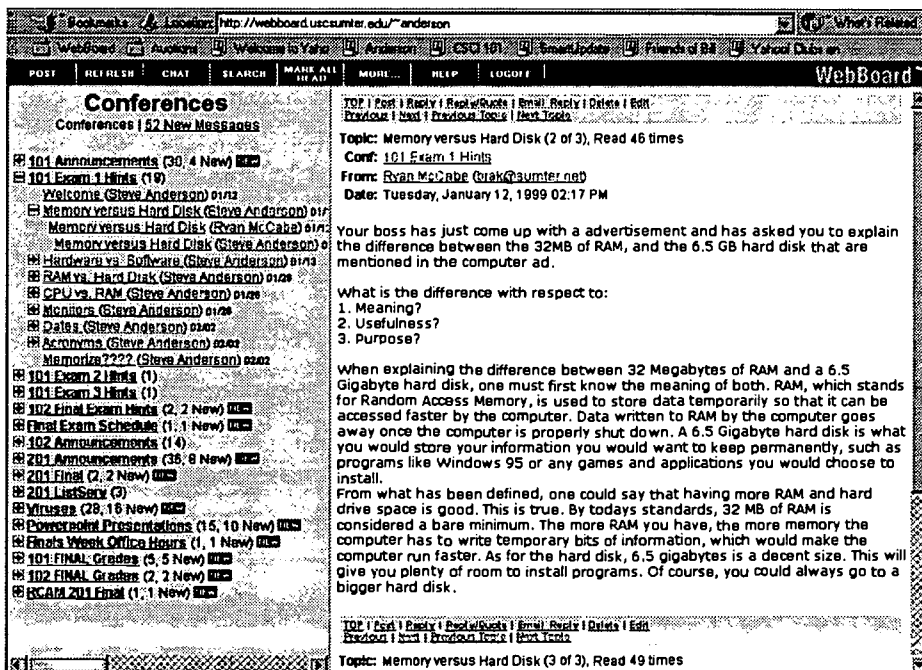 Bookmarks Location: http://webboard.uscsumter.edu/~anderson What's Related
WebBoard Auctions Welcome to Yaho Anderson CSCI 101 SmartUpdate Friends of Bill Yahoo! Clubs an
POST REFRESH CHAT SEARCH MARK ALL READ MORE... HELP LOGOFF WebBoard
Conferences
Conferences | 52 New Messages
101 Announcements (30, 4 New)
101 Exam 1 Hints (19)
Welcome (Steve Anderson) 01/12
Memory versus Hard Disk (Steve Anderson) 01/
Memory versus Hard Disk (Ryan McCabe) 01/1
Memory versus Hard Disk (Steve Anderson) 0
Hardware vs. Software (Steve Anderson) 01/13
RAM vs. Hard Disk (Steve Anderson) 01/26
CPU vs. RAM (Steve Anderson) 01/26
Monitors (Steve Anderson) 01/26
Dates (Steve Anderson) 02/02
Acronyms (Steve Anderson) 02/02
Memorize???? (Steve Anderson) 02/02
101 Exam 2 Hints (1)
101 Exam 3 Hints (1)
102 Final Exam Hints (2, 2 New)
Final Exam Schedule (1, 1 New)
102 Announcements (14)
201 Announcements (36, 8 New)
201 Final (2, 2 New)
201 ListServ (3)
Viruses (28, 16 New)
Powerpoint Presentations (15, 10 New)
Finals Week Office Hours (1, 1 New)
101 FINAL Grades (5, 5 New)
102 FINAL Grades (2, 2 New)
RCAM 201 Final (1, 1 New)
TOP | Post | Reply | Reply/Quote | Email Reply | Delete | Edit
Previous | Next | Previous Topic | Next Topic
Topic: Memory versus Hard Disk (2 of 3), Read 46 times
Conf: 101 Exam 1 Hints
From: Ryan McCabe (brak@sumter.net)
Date: Tuesday, January 12, 1999 02:17 PM
Your boss has just come up with a advertisement and has asked you to explain
the difference between the 32MB of RAM, and the 6.5 GB hard disk that are
mentioned in the computer ad.
What is the difference with respect to:
1. Meaning?
2. Usefulness?
3. Purpose?
When explaining the difference between 32 Megabytes of RAM and a 6.5
Gigabyte hard disk, one must first know the meaning of both. RAM, which stands
for Random Access Memory, is used to store data temporarily so that it can be
accessed faster by the computer. Data written to RAM by the computer goes
away once the computer is properly shut down. A 6.5 Gigabyte hard disk is what
you would store your information you would want to keep permanently, such as
programs like Windows 95 or any games and applications you would choose to
install.
From what has been defined, one could say that having more RAM and hard
drive space is good. This is true. By todays standards, 32 MB of RAM is
considered a bare minimum. The more RAM you have, the more memory the
computer has to write temporary bits of information, which would make the
computer run faster. As for the hard disk, 6.5 gigabytes is a decent size. This will
give you plenty of room to install programs. Of course, you could always go to a
bigger hard disk.
TOP | Post | Reply | Reply/Quote | Email Reply | Delete | Edit
Previous | Next | Previous Topic | Next Topic
Topic: Memory versus Hard Disk (3 of 3), Read 49 times